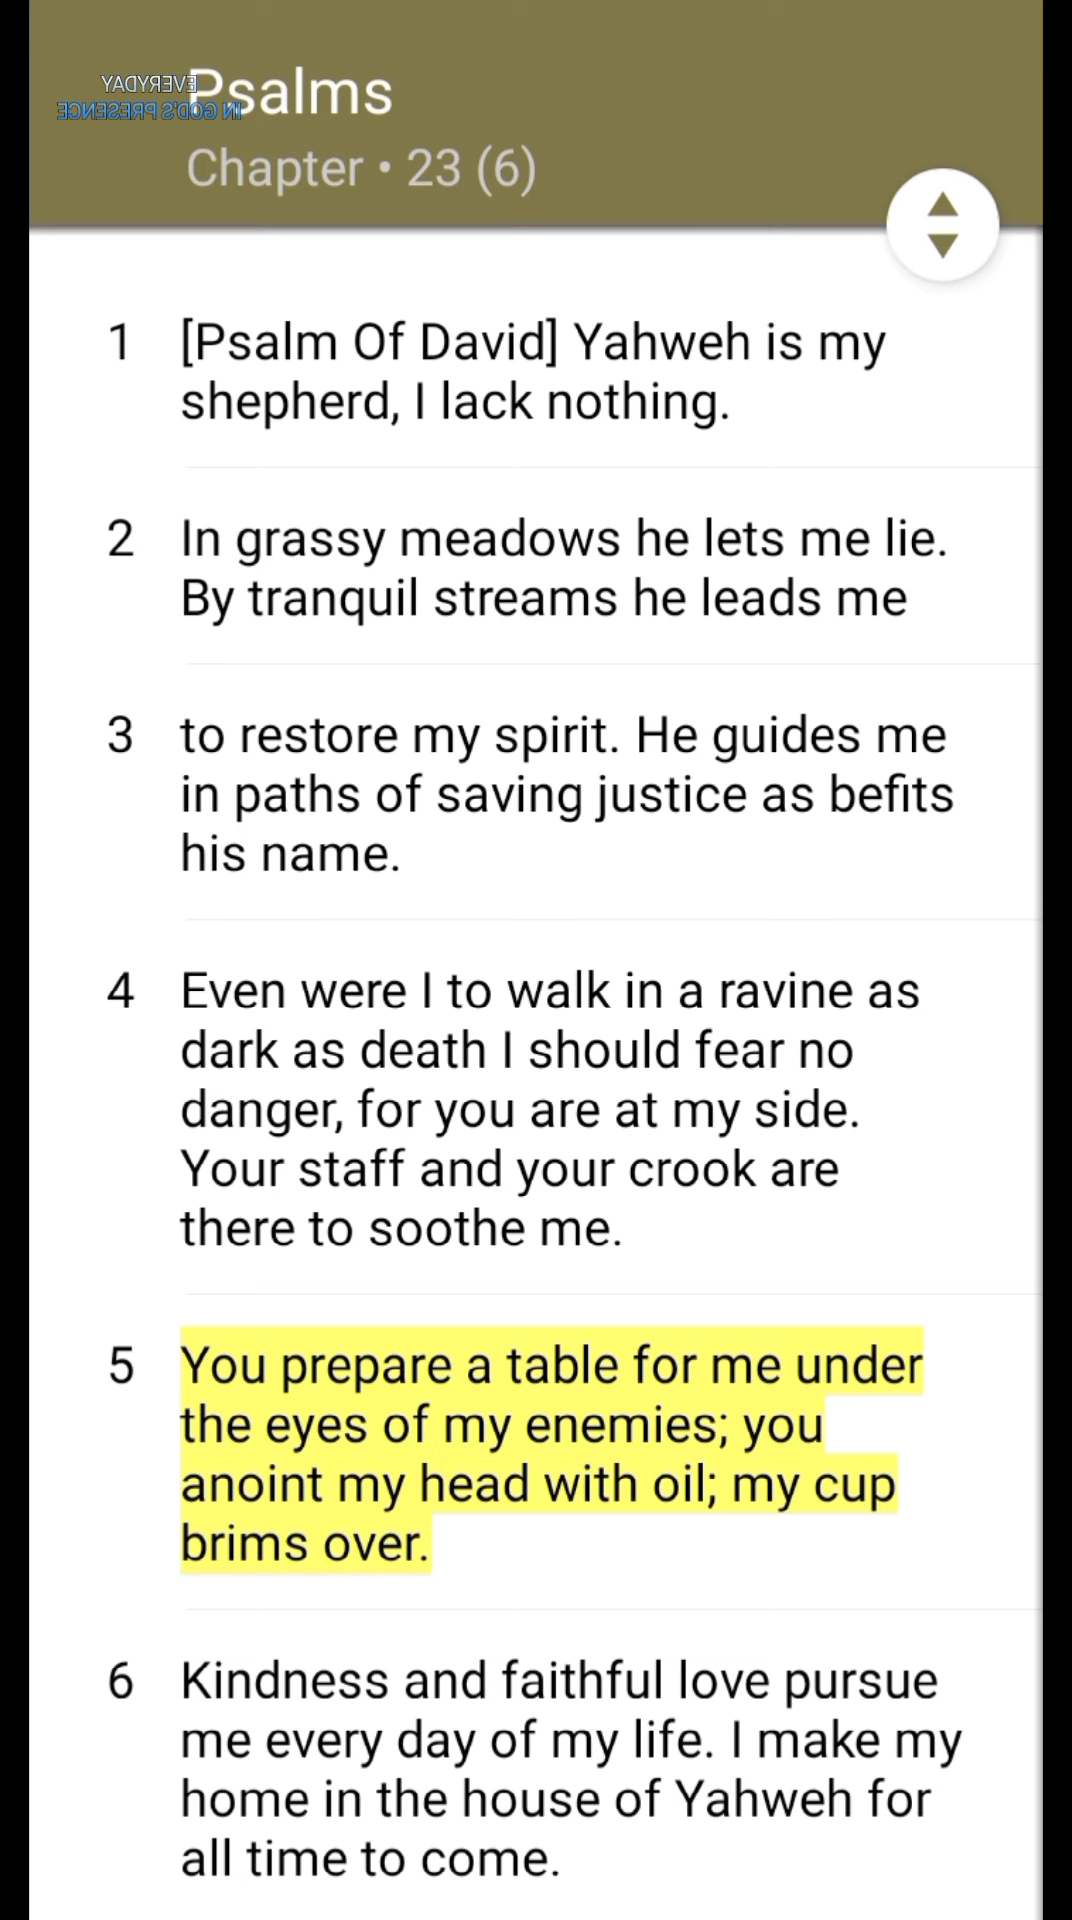 EVERYDAY
IN GOD'S PRESENCE
Psalms
Chapter • 23 (6)
1 [Psalm Of David] Yahweh is my
shepherd, I lack nothing.
2 In grassy meadows he lets me lie.
By tranquil streams he leads me
3 to restore my spirit. He guides me
in paths of saving justice as befits
his name.
4 Even were I to walk in a ravine as
dark as death I should fear no
danger, for you are at my side.
Your staff and your crook are
there to soothe me.
5 You prepare a table for me under
the eyes of my enemies; you
anoint my head with oil; my cup
brims over.
6 Kindness and faithful love pursue
me every day of my life. I make my
home in the house of Yahweh for
all time to come.